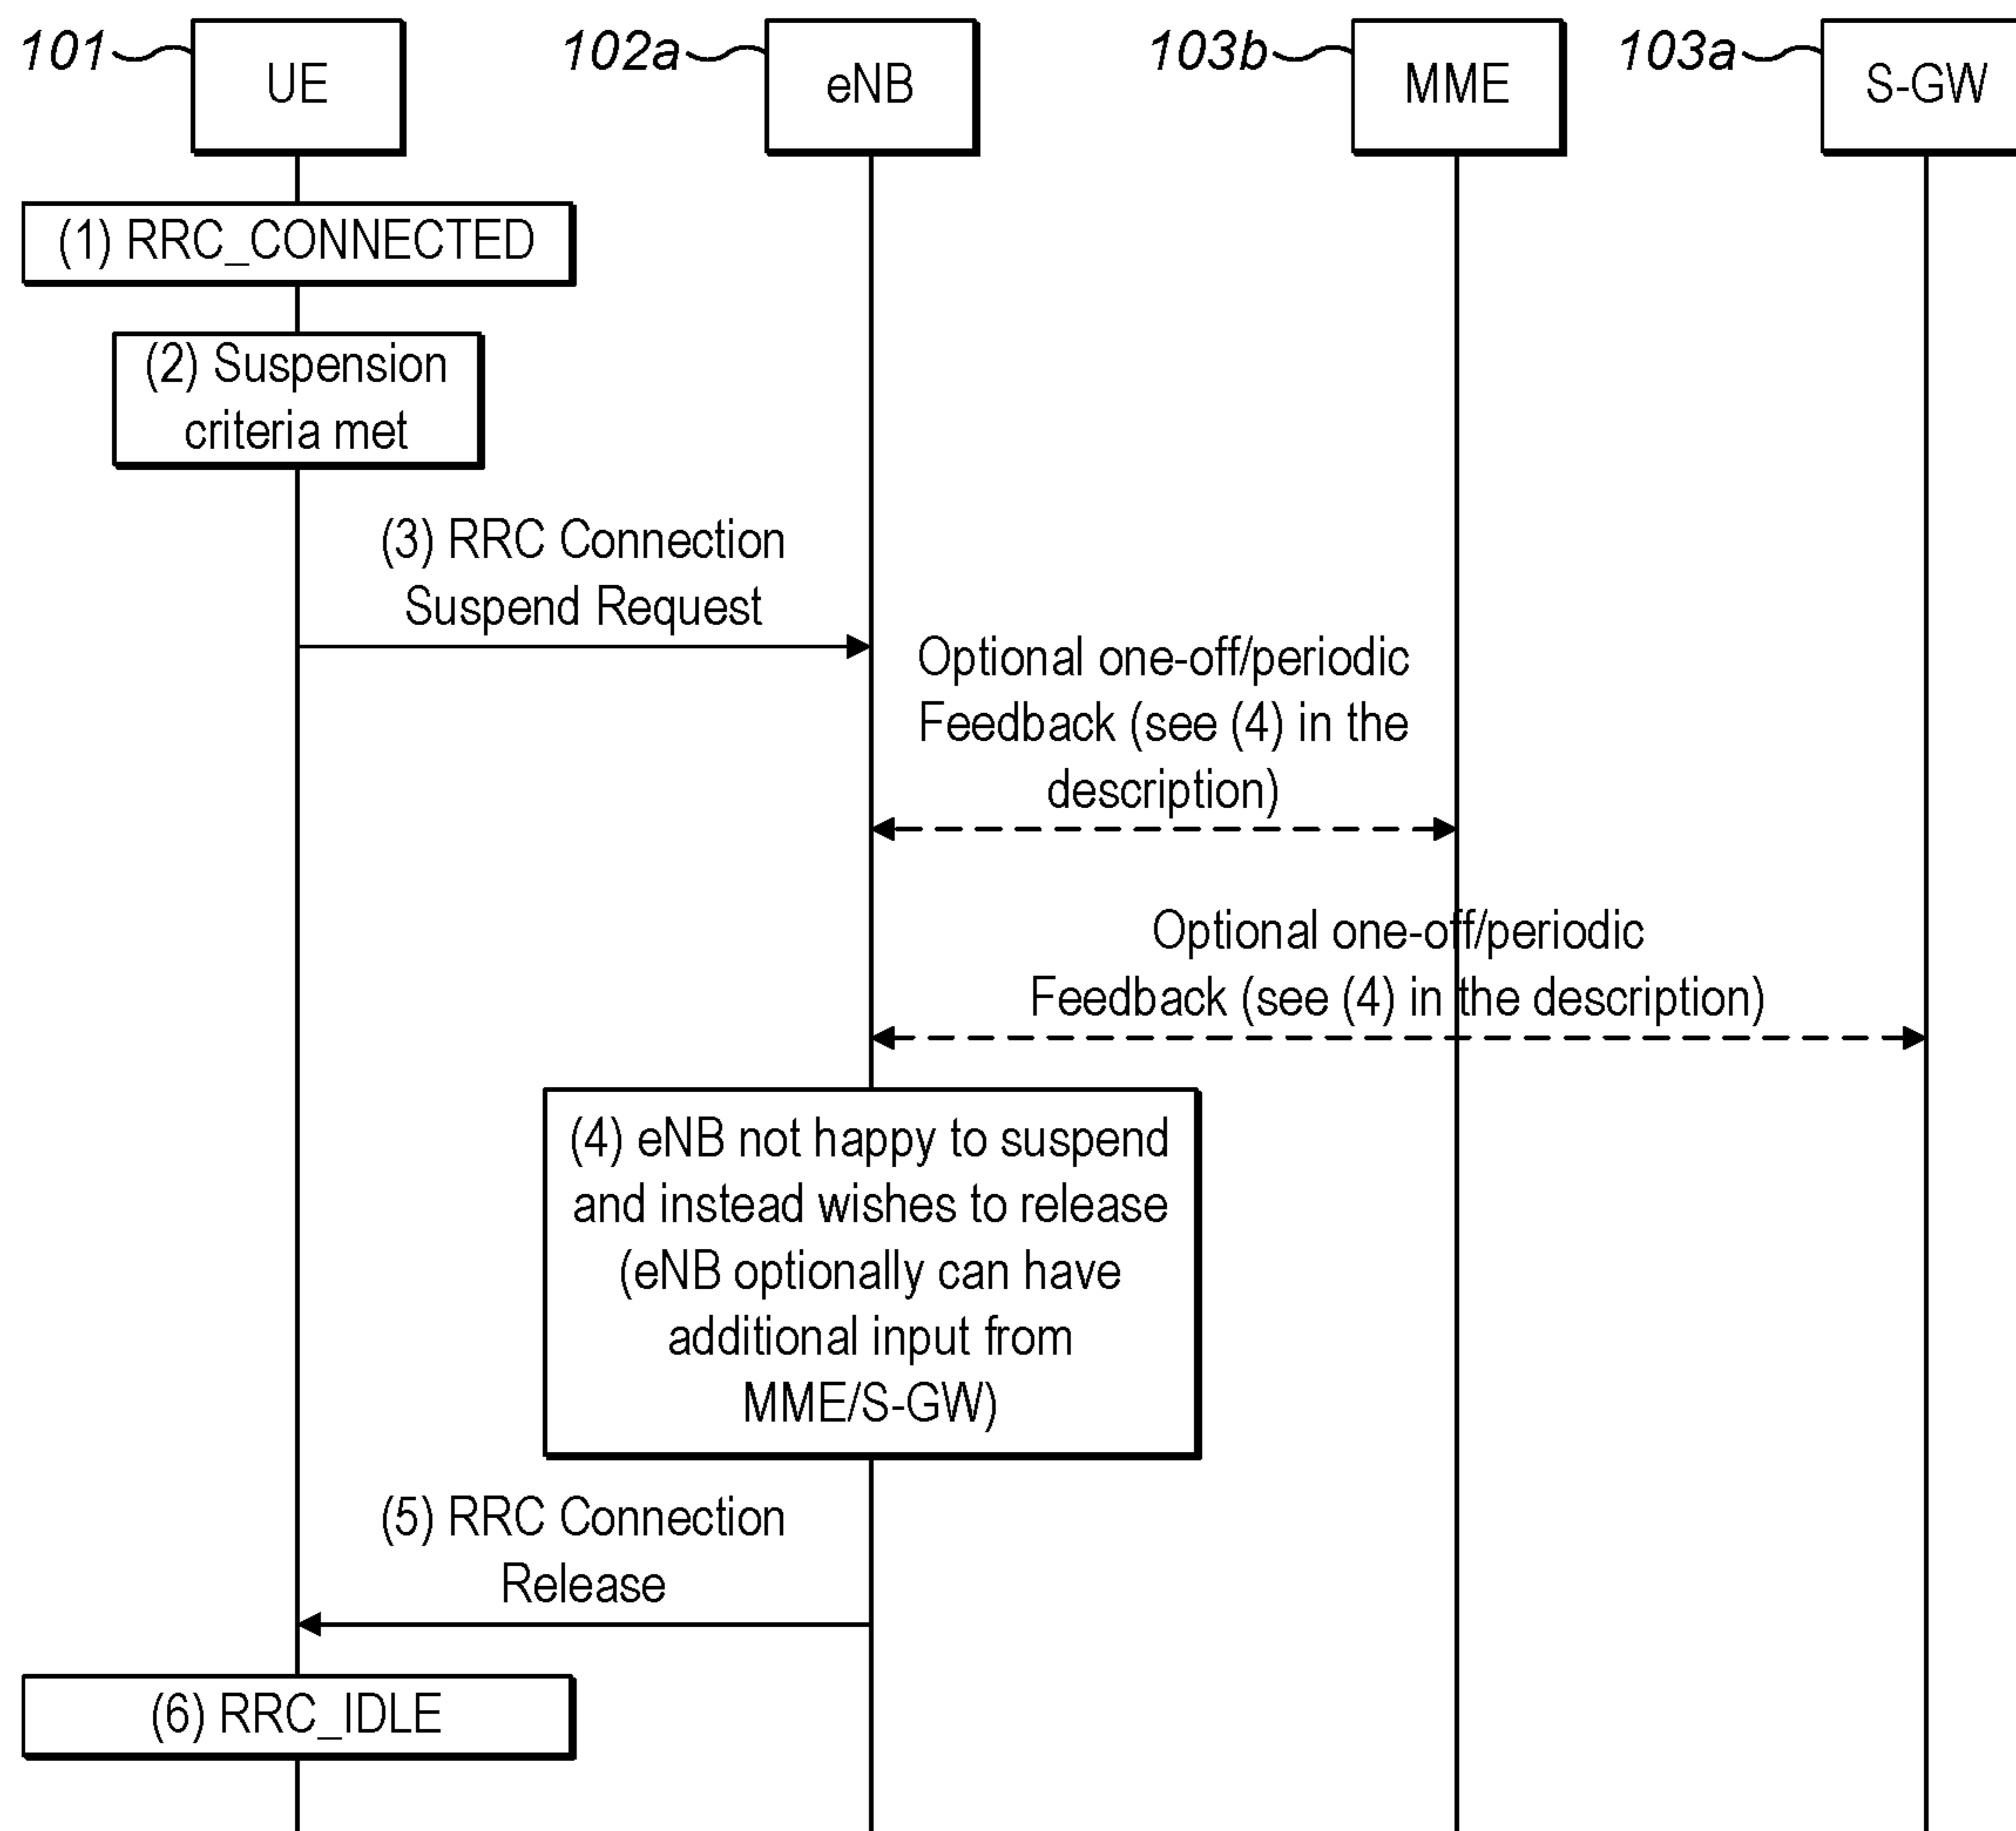 101
UE
102a
eNB
103b
MME
103a
S-GW
(1) RRC_CONNECTED
(2) Suspension
criteria met
(3) RRC Connection
Suspend Request
Optional one-off/periodic
Feedback (see (4) in the
description)
Optional one-off/periodic
Feedback (see (4) in the description)
(4) eNB not happy to suspend
and instead wishes to release
(eNB optionally can have
additional input from
MME/S-GW)
(5) RRC Connection
Release
(6) RRC_IDLE